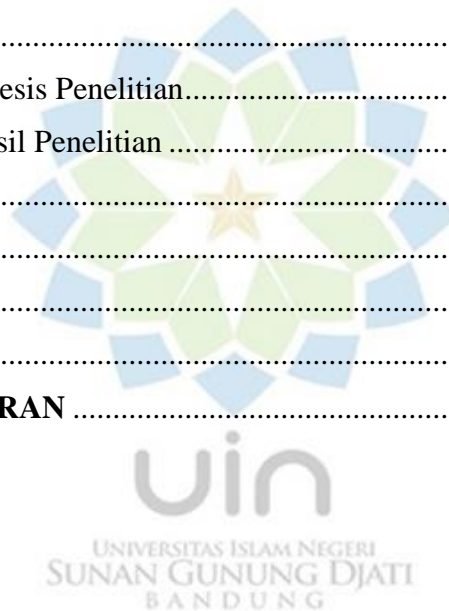 ................................................
esis Penelitian................................
sil Penelitian ................................
................................................
................................................
................................................
................................................
RAN ................................................
uin
UNIVERSITAS ISLAM NEGERI
SUNAN GUNUNG DJATI
BANDUNG